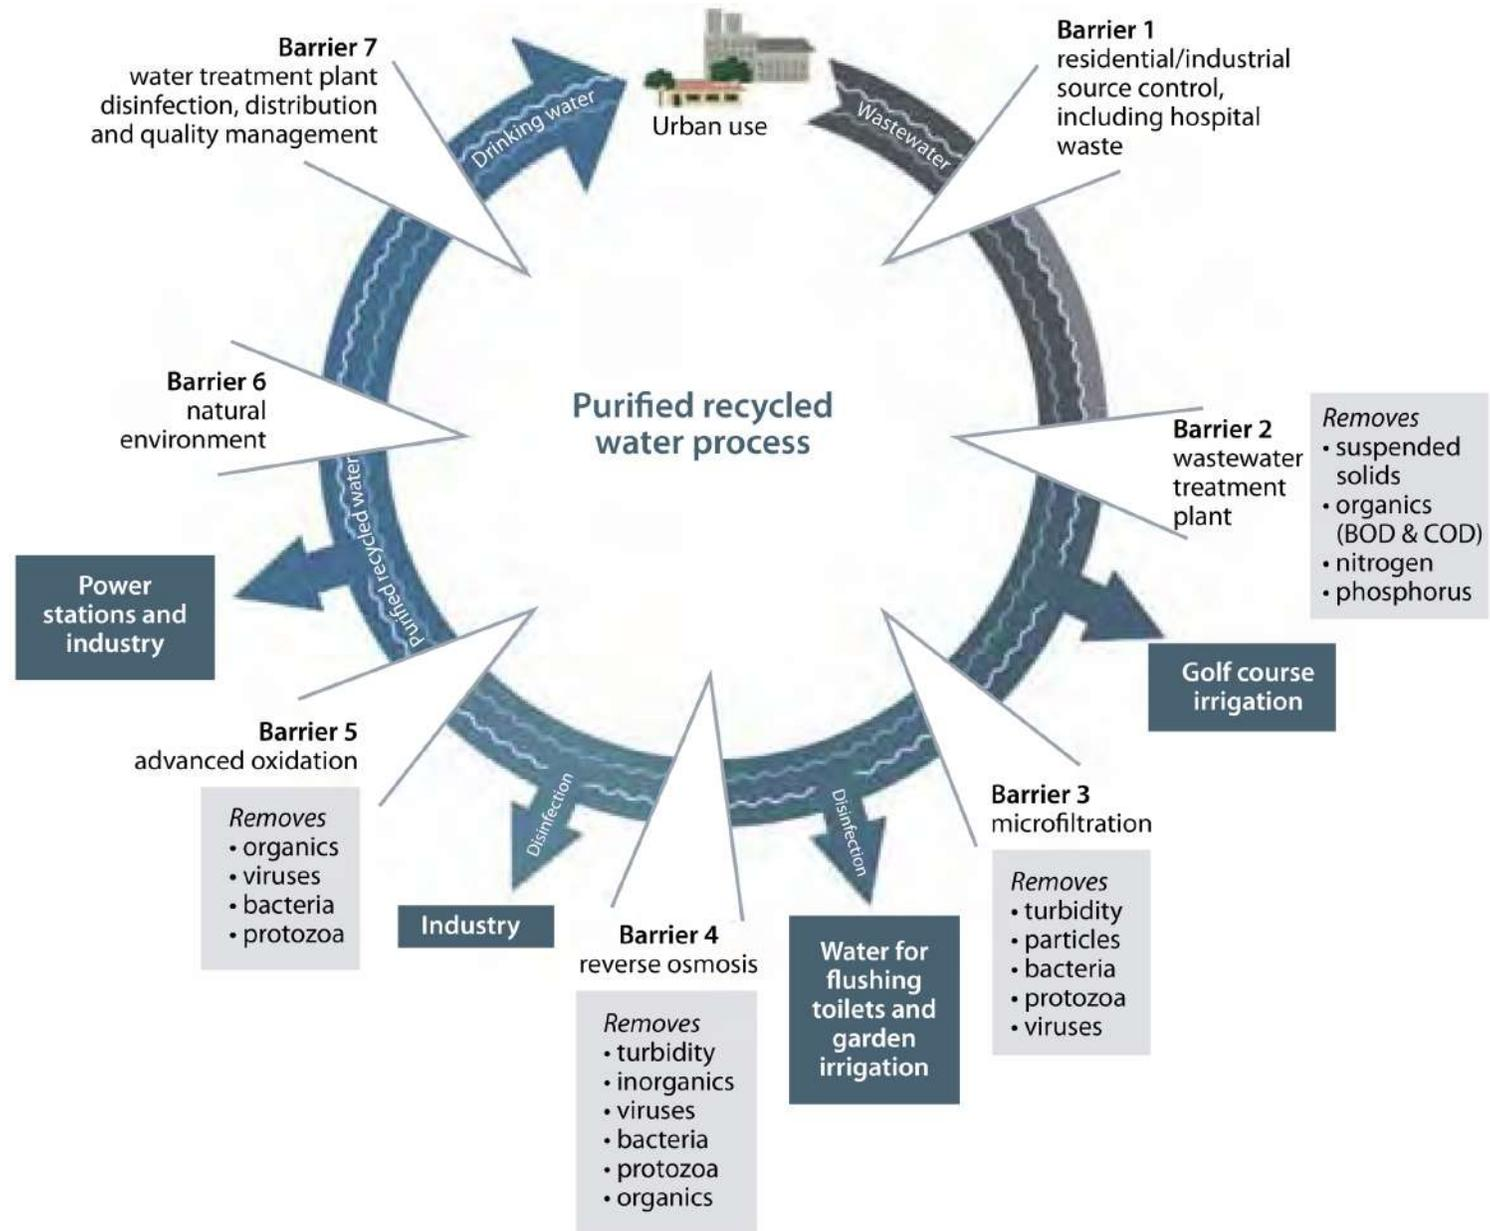 Urban use
Wastewater
Barrier 1
residential/industrial
source control,
including hospital
waste
Barrier 2
wastewater
treatment
plant
Removes
• suspended
solids
• organics
(BOD & COD)
• nitrogen
• phosphorus
Golf course
irrigation
Barrier 3
microfiltration
Removes
• turbidity
• particles
• bacteria
• protozoa
• viruses
Disinfection
Water for
flushing
toilets and
garden
irrigation
Barrier 4
reverse osmosis
Removes
• turbidity
• inorganics
• viruses
• bacteria
• protozoa
• organics
Disinfection
Industry
Barrier 5
advanced oxidation
Removes
• organics
• viruses
• bacteria
• protozoa
Purified recycled water
Power
stations and
industry
Barrier 6
natural
environment
Barrier 7
water treatment plant
disinfection, distribution
and quality management
Drinking water
Purified recycled
water process